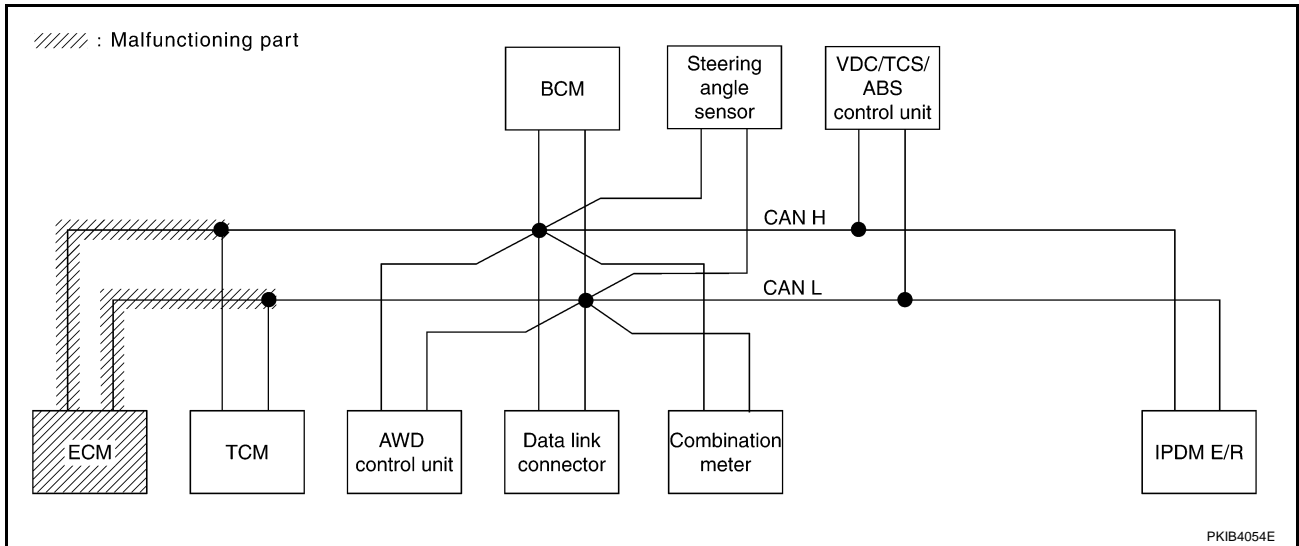 : Malfunctioning part
BCM
Steering
angle
sensor
VDC/TCS/
ABS
control unit
CAN H
CAN L
ECM
TCM
AWD
control unit
Data link
connector
Combination
meter
IPDM E/R
PKIB4054E